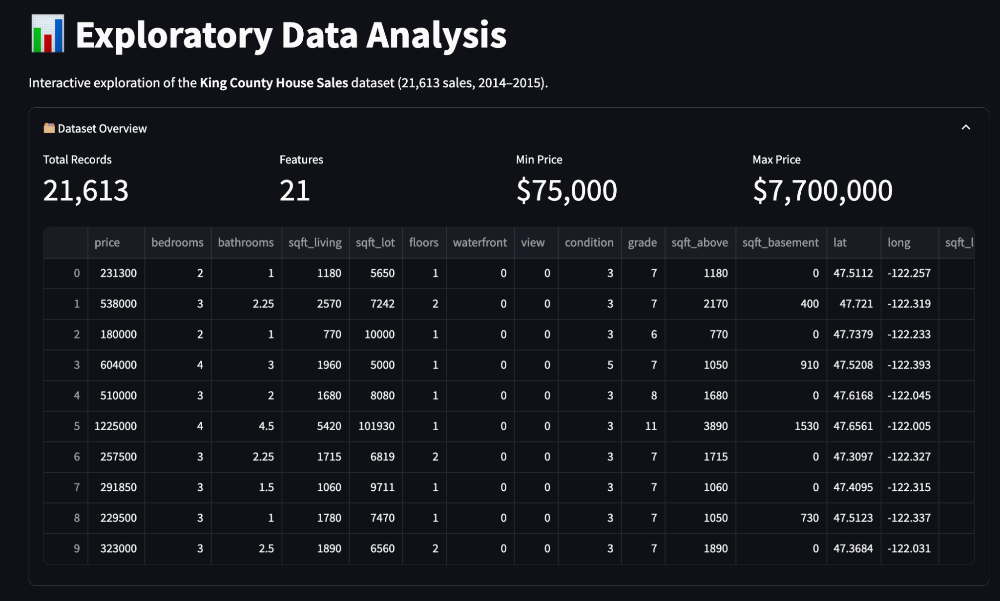 Exploratory Data Analysis
Interactive exploration of the King County House Sales dataset (21,613 sales, 2014–2015).
Dataset Overview
Total Records Features Min Price Max Price
21,613 21 $75,000 $7,700,000
price bedrooms bathrooms sqft_living sqft_lot floors waterfront view condition grade sqft_above sqft_basement lat long sqft_l
0 231300 2 1 1180 5650 1 0 0 3 7 1180 0 47.5112 -122.257
1 538000 3 2.25 2570 7242 2 0 0 3 7 2170 400 47.721 -122.319
2 180000 2 1 770 10000 1 0 0 3 6 770 0 47.7379 -122.233
3 604000 4 3 1960 5000 1 0 0 5 7 1050 910 47.5208 -122.393
4 510000 3 2 1680 8080 1 0 0 3 8 1680 0 47.6168 -122.045
5 1225000 4 4.5 5420 101930 1 0 0 3 11 3890 1530 47.6561 -122.005
6 257500 3 2.25 1715 6819 2 0 0 3 7 1715 0 47.3097 -122.327
7 291850 3 1.5 1060 9711 1 0 0 3 7 1060 0 47.4095 -122.315
8 229500 3 1 1780 7470 1 0 0 3 7 1050 730 47.5123 -122.337
9 323000 3 2.5 1890 6560 2 0 0 3 7 1890 0 47.3684 -122.031